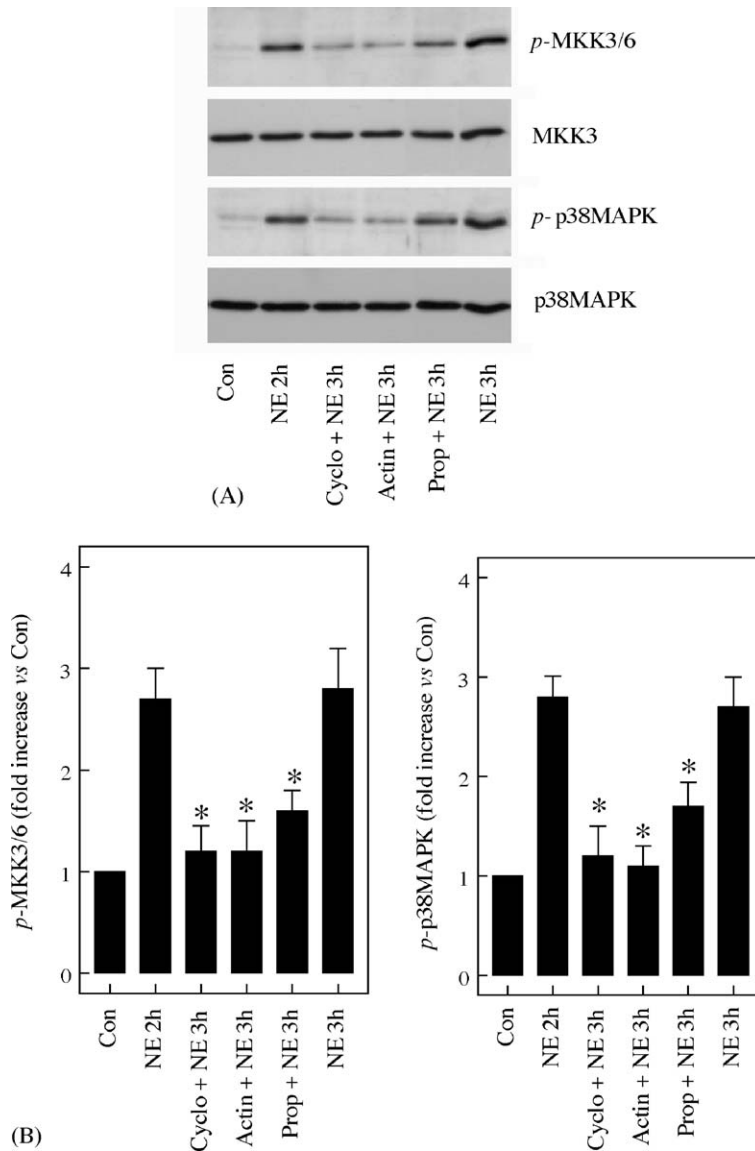 p-MKK3/6
MKK3
p- p38MAPK
p38MAPK
Con
NE 2h
Cyclo + NE 3h
Actin + NE 3h
Prop + NE 3h
NE 3h
(A)
p-MKK3/6 (fold increase vs Con)
4
3
2
1
0
* * *
Con
NE 2h
Cyclo + NE 3h
Actin + NE 3h
Prop + NE 3h
NE 3h
p-p38MAPK (fold increase vs Con)
4
3
2
1
0
* * *
Con
NE 2h
Cyclo + NE 3h
Actin + NE 3h
Prop + NE 3h
NE 3h
(B)